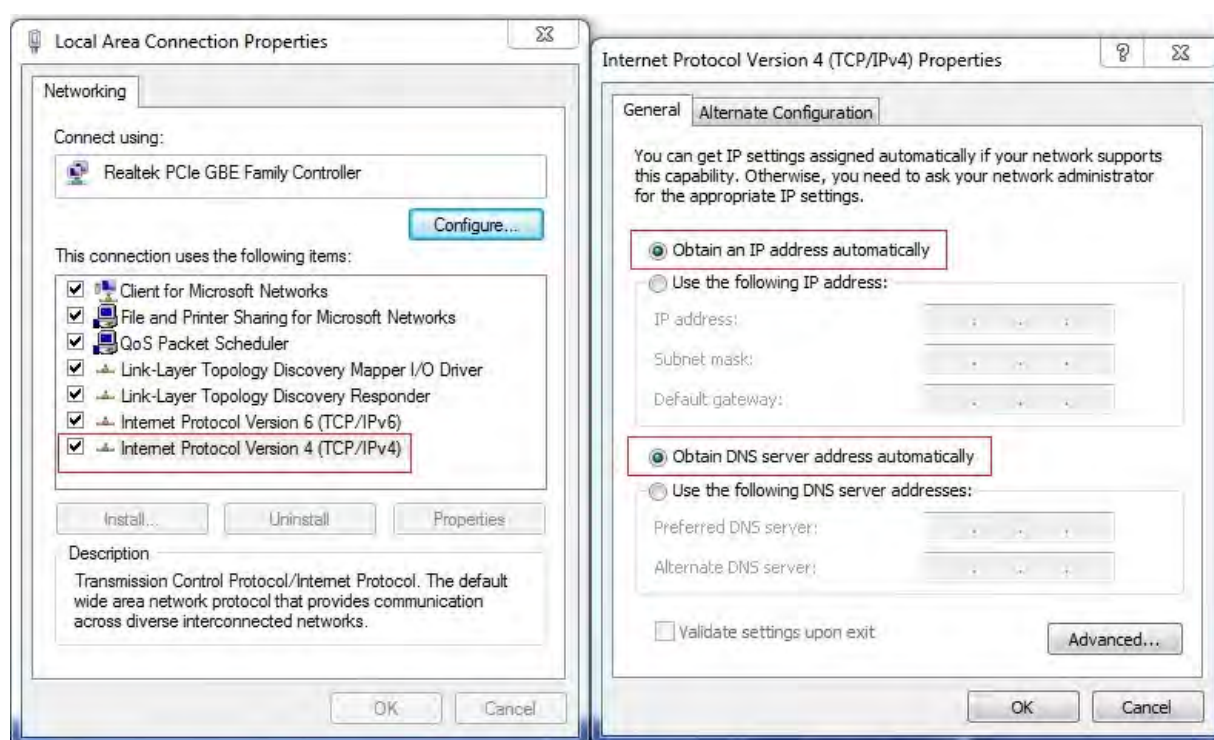 Local Area Connection Properties
Networking
Connect using:
Realtek PCIe GBE Family Controller
Configure...
This connection uses the following items:
Client for Microsoft Networks
File and Printer Sharing for Microsoft Networks
QoS Packet Scheduler
Link-Layer Topology Discovery Mapper I/O Driver
Link-Layer Topology Discovery Responder
Internet Protocol Version 6 (TCP/IPv6)
Internet Protocol Version 4 (TCP/IPv4)
Install... Uninstall Properties
Description
Transmission Control Protocol/Internet Protocol. The default
wide area network protocol that provides communication
across diverse interconnected networks.
OK Cancel
Internet Protocol Version 4 (TCP/IPv4) Properties
General Alternate Configuration
You can get IP settings assigned automatically if your network supports
this capability. Otherwise, you need to ask your network administrator
for the appropriate IP settings.
Obtain an IP address automatically
Use the following IP address:
IP address:
Subnet mask:
Default gateway:
Obtain DNS server address automatically
Use the following DNS server addresses:
Preferred DNS server:
Alternate DNS server:
Validate settings upon exit
Advanced...
OK Cancel